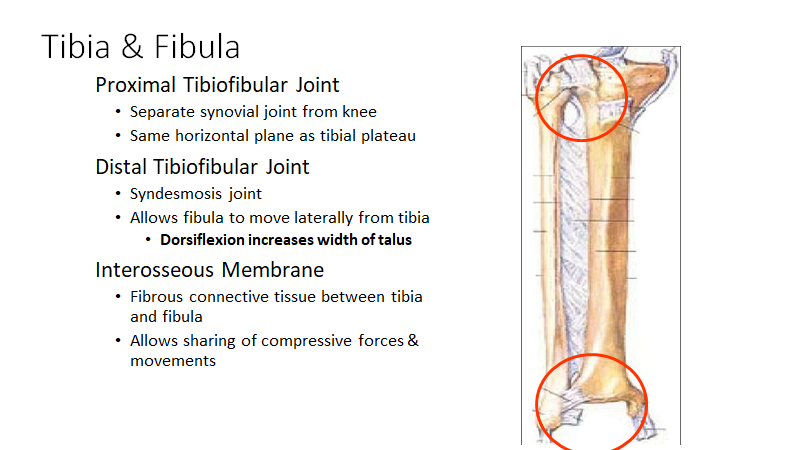 Tibia & Fibula
Proximal Tibiofibular Joint
• Separate synovial joint from knee
• Same horizontal plane as tibial plateau
Distal Tibiofibular Joint
• Syndesmosis joint
• Allows fibula to move laterally from tibia
• Dorsiflexion increases width of talus
Interosseous Membrane
• Fibrous connective tissue between tibia
and fibula
• Allows sharing of compressive forces &
movements